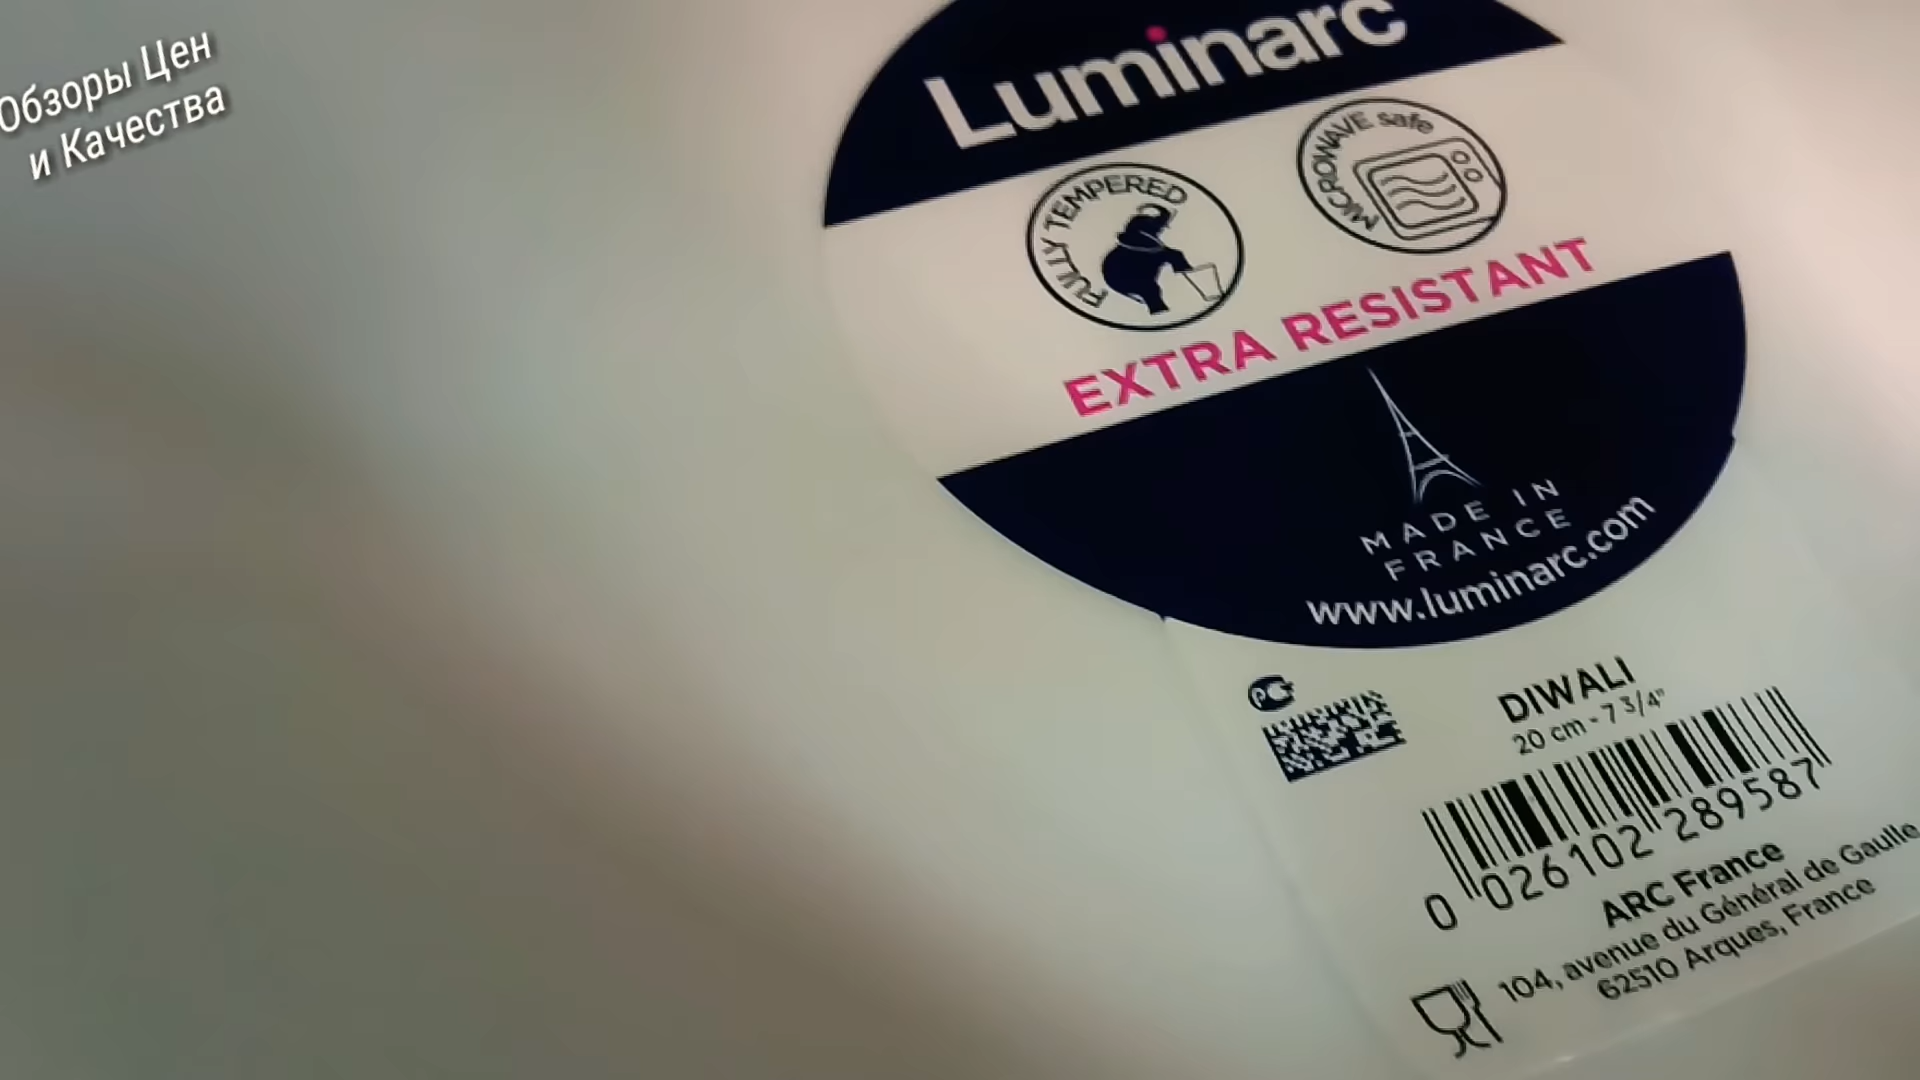 Обзоры Цен
и Качества
Luminarc
FULLY TEMPERED
MICROWAVE safe
EXTRA RESISTANT
MADE IN
FRANCE
www.luminarc.com
DIWALI
20 cm - 7 3/4"
0 026102 289587
ARC France
104, avenue du Général de Gaulle
62510 Arques, France